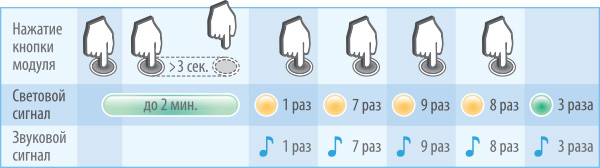 Нажатие
кнопки
модуля
>3 сек.
Световой
сигнал
до 2 мин.
1 раз
7 раз
9 раз
8 раз
3 раза
Звуковой
сигнал
1 раз
7 раз
9 раз
8 раз
3 раза